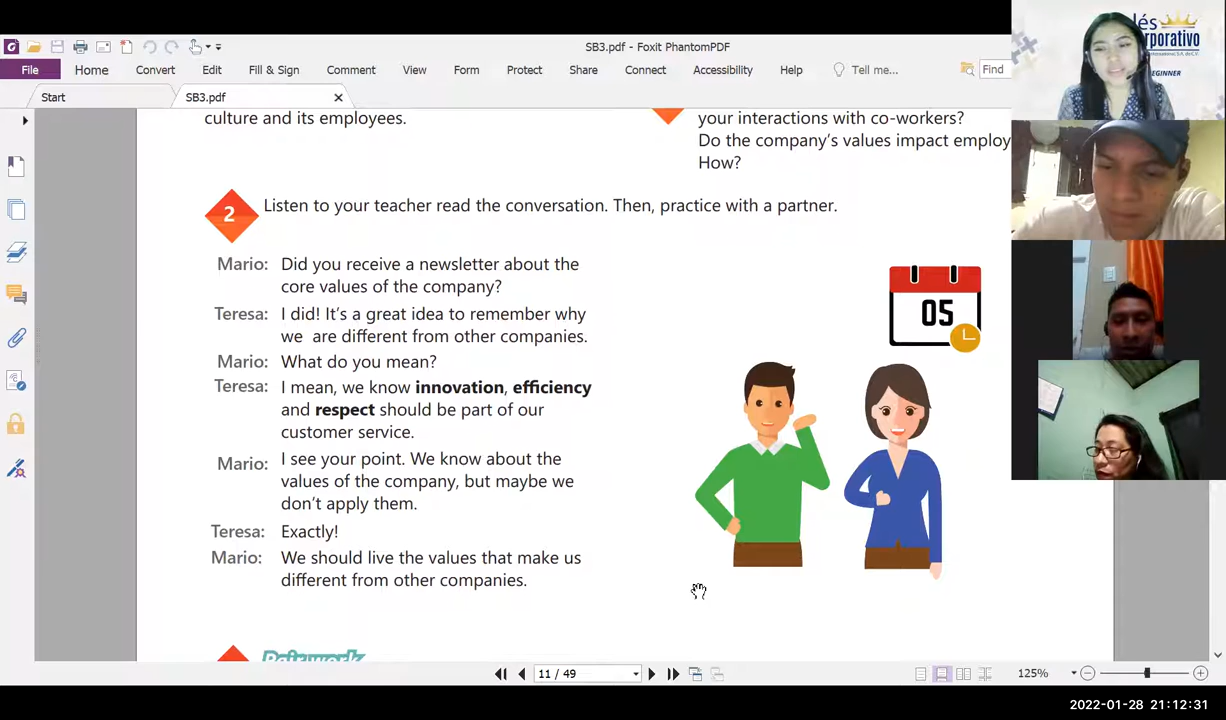 SB3.pdf - Foxit PhantomPDF
File Home Convert Edit Fill & Sign Comment View Form Protect Share Connect Accessibility Help Tell me... Find
Start SB3.pdf
culture and its employees.
your interactions with co-workers?
Do the company's values impact employ
How?
2 Listen to your teacher read the conversation. Then, practice with a partner.
Mario: Did you receive a newsletter about the
core values of the company?
Teresa: I did! It's a great idea to remember why
we are different from other companies.
Mario: What do you mean?
Teresa: I mean, we know innovation, efficiency
and respect should be part of our
customer service.
Mario: I see your point. We know about the
values of the company, but maybe we
don't apply them.
Teresa: Exactly!
Mario: We should live the values that make us
different from other companies.
05
Pairwork
11 / 49
125%
lés
rporativo
International, S.A. de C.V.
EGINNER
2022-01-28 21:12:31